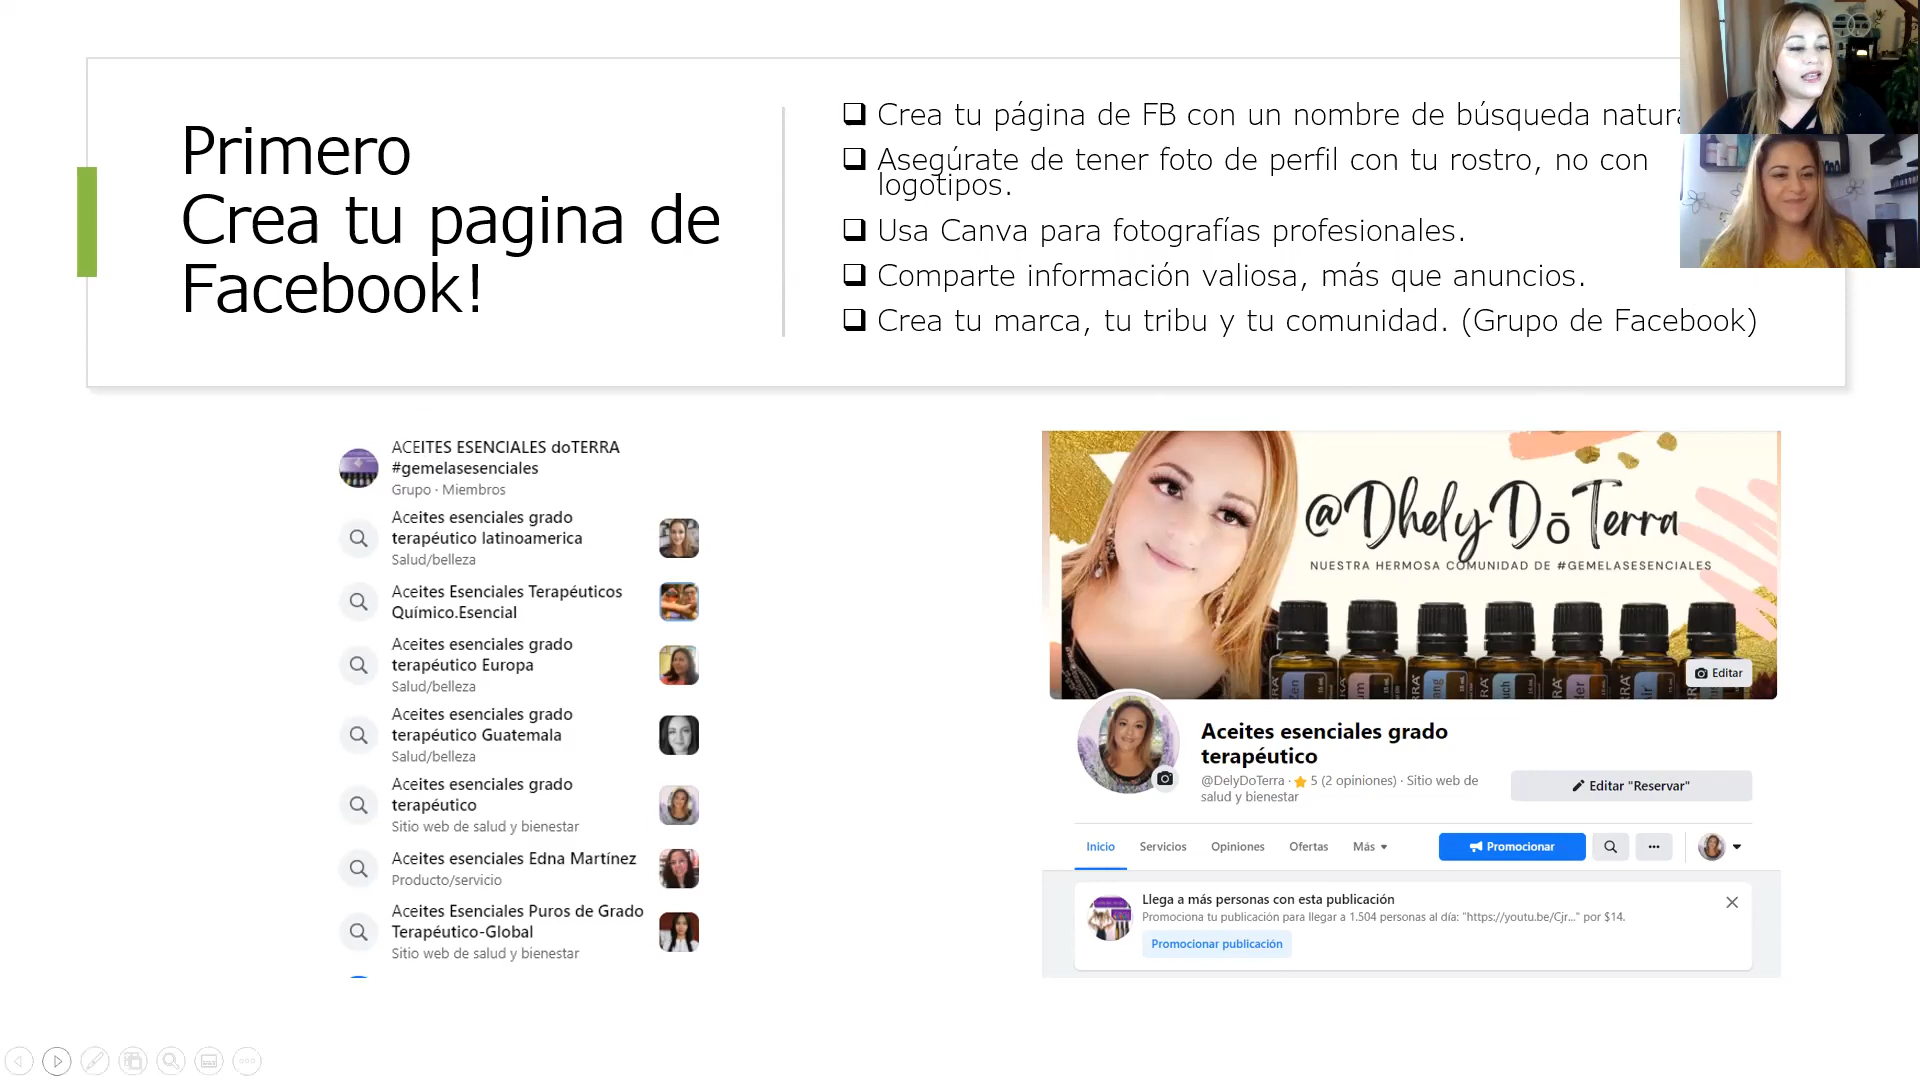 Primero
Crea tu pagina de
Facebook!
Crea tu página de FB con un nombre de búsqueda
Asegúrate de tener foto de perfil con tu rostro, no con
logotipos.
Usa Canva para fotografías profesionales.
Comparte información valiosa, más que anuncios.
Crea tu marca, tu tribu y tu comunidad. (Grupo de Facebook)
ACEITES ESENCIALES doTERRA
#gemelasesenciales
Grupo · Miembros
Aceites esenciales grado
terapéutico latinoamerica
Salud/belleza
Aceites Esenciales Terapéuticos
Químico.Esencial
Aceites esenciales grado
terapéutico Europa
Salud/belleza
Aceites esenciales grado
terapéutico Guatemala
Salud/belleza
Aceites esenciales grado
terapéutico
Sitio web de salud y bienestar
Aceites esenciales Edna Martínez
Producto/servicio
Aceites Esenciales Puros de Grado
Terapéutico-Global
Sitio web de salud y bienestar
@DhelyDōTerra
NUESTRA HERMOSA COMUNIDAD DE #GEMELASESENCIALES
Editar
Aceites esenciales grado
terapéutico
@DelyDoTerra · 5 (2 opiniones) · Sitio web de
salud y bienestar
Editar "Reservar"
Inicio Servicios Opiniones Ofertas Más
Promocionar
Llega a más personas con esta publicación
Promociona tu publicación para llegar a 1.504 personas al día: "https://youtu.be/Cjr..." por $14.
Promocionar publicación